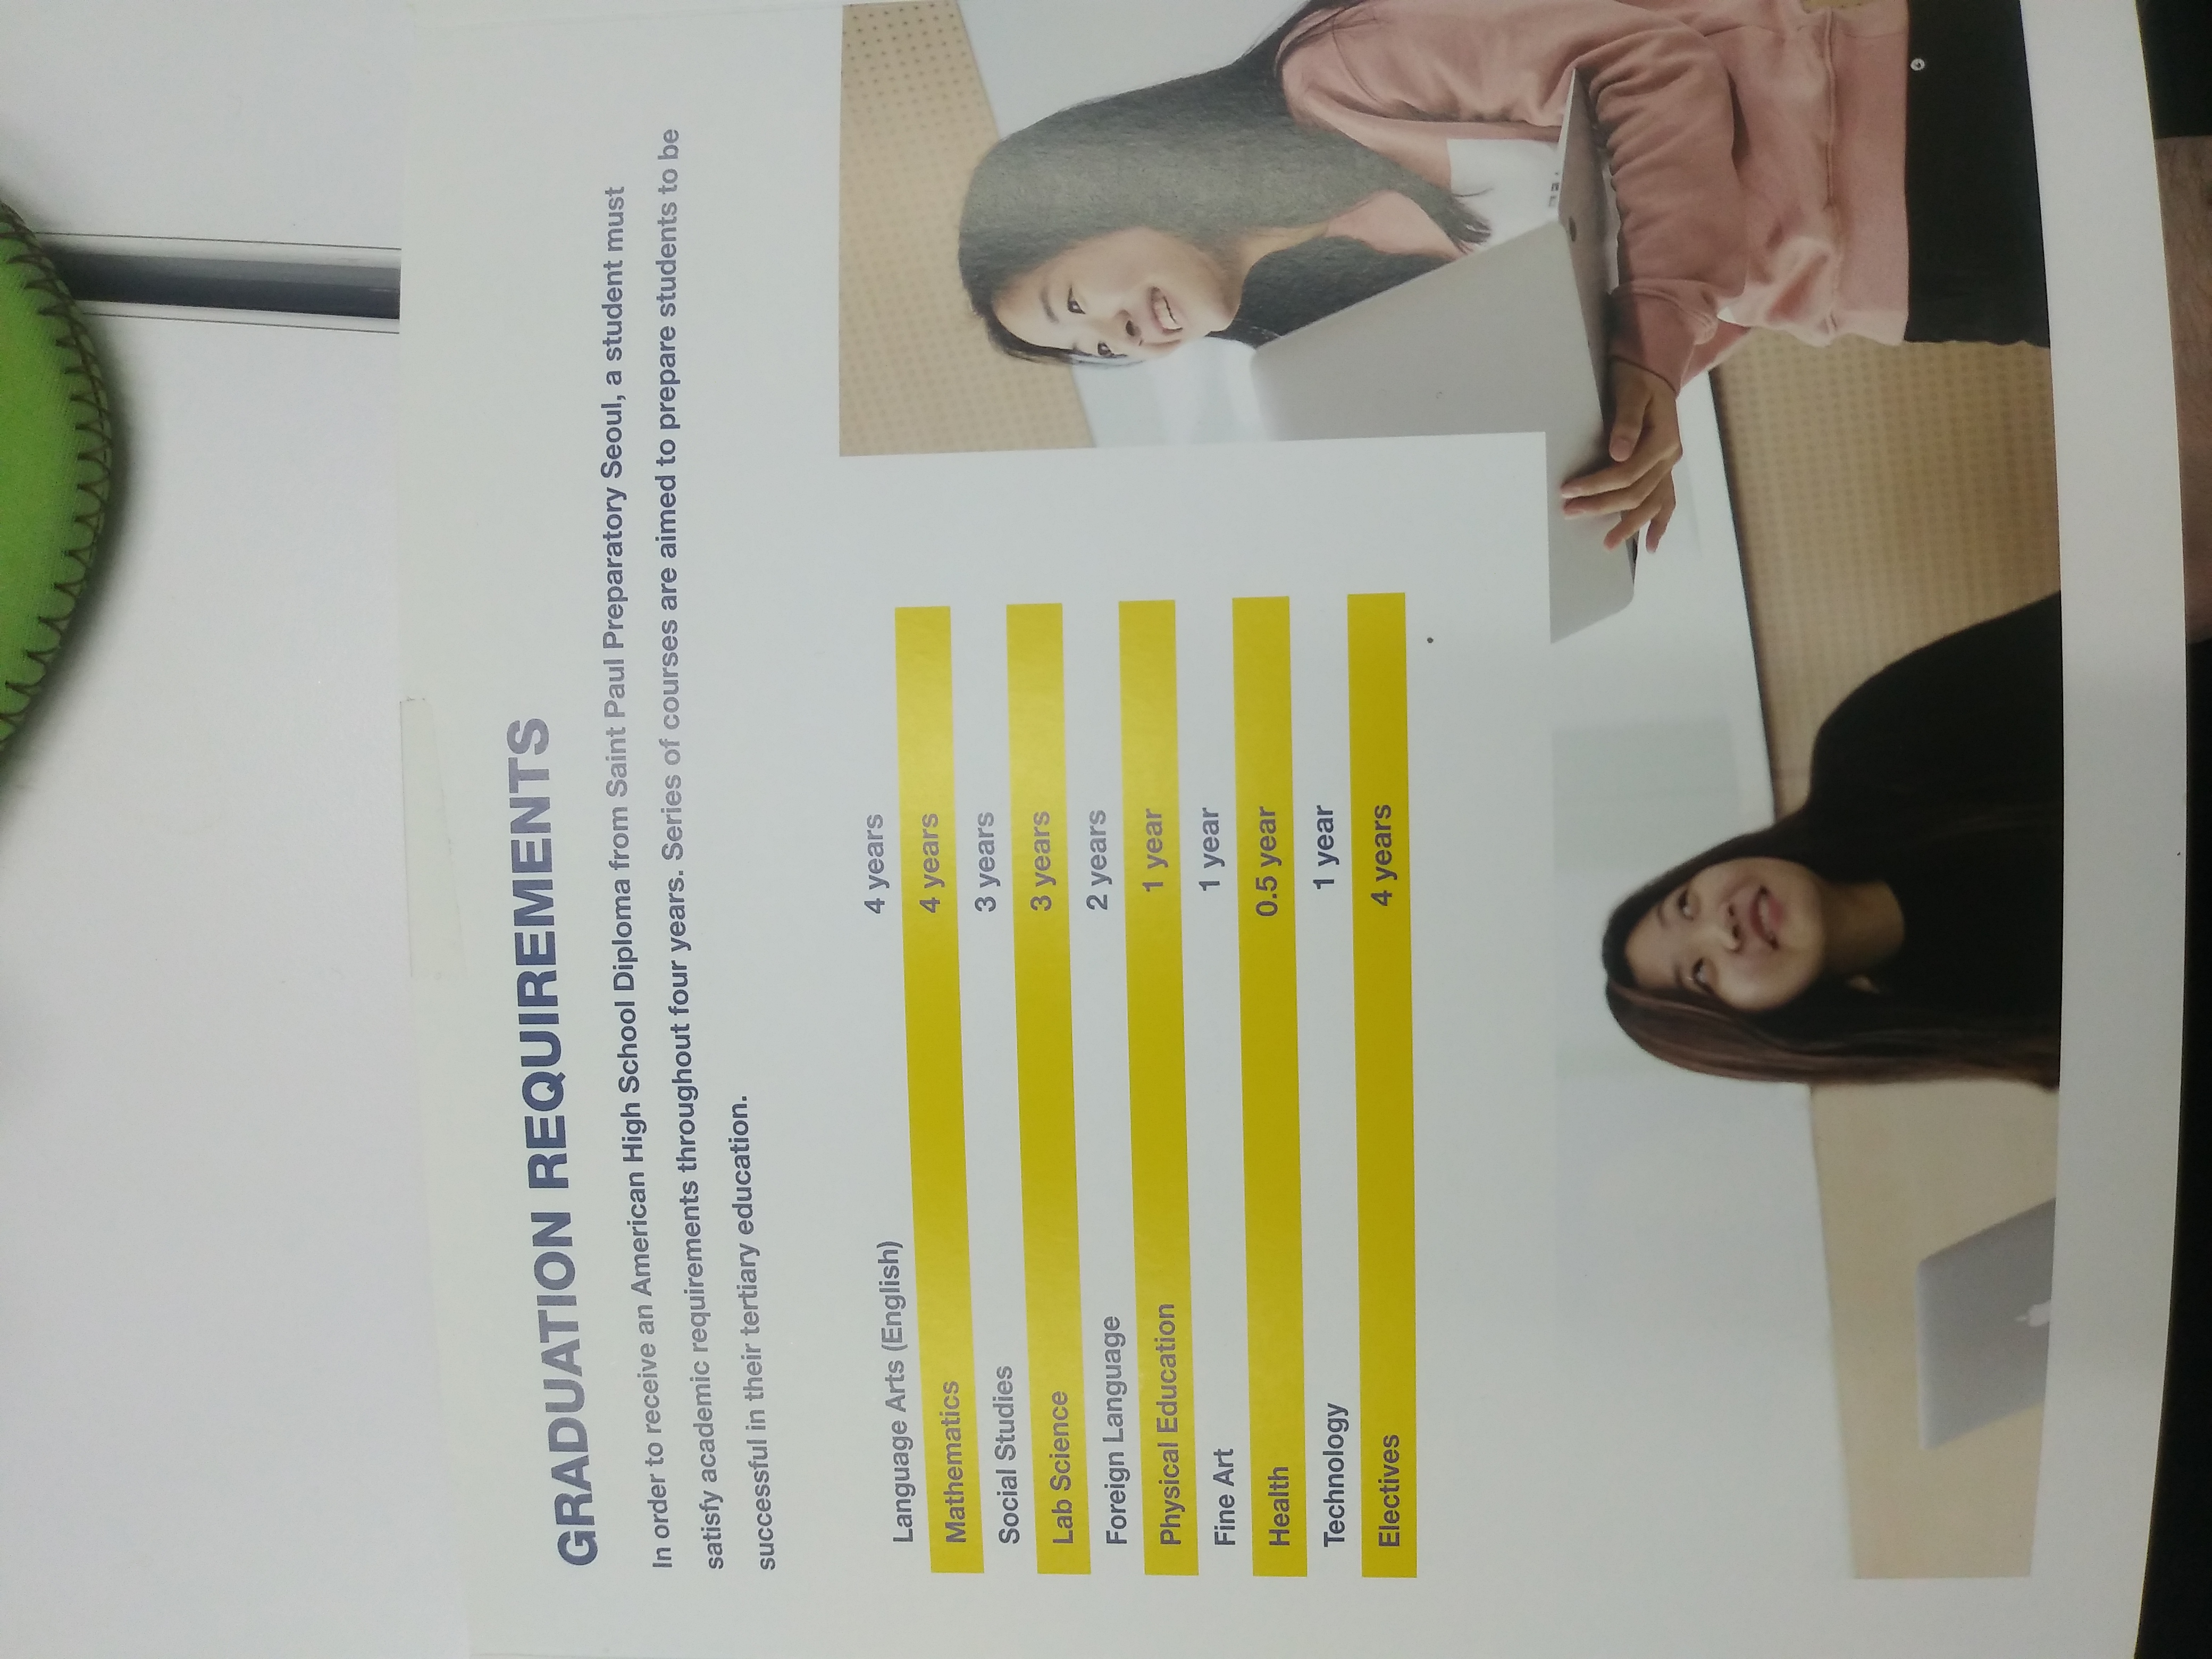 GRADUATION REQUIREMENTS
In order to receive an American High School Diploma from Saint Paul Preparatory Seoul, a student must
satisfy academic requirements throughout four years. Series of courses are aimed to prepare students to be
successful in their tertiary education.
Language Arts (English) 4 years
Mathematics 4 years
Social Studies 3 years
Lab Science 3 years
Foreign Language 2 years
Physical Education 1 year
Fine Art 1 year
Health 0.5 year
Technology 1 year
Electives 4 years